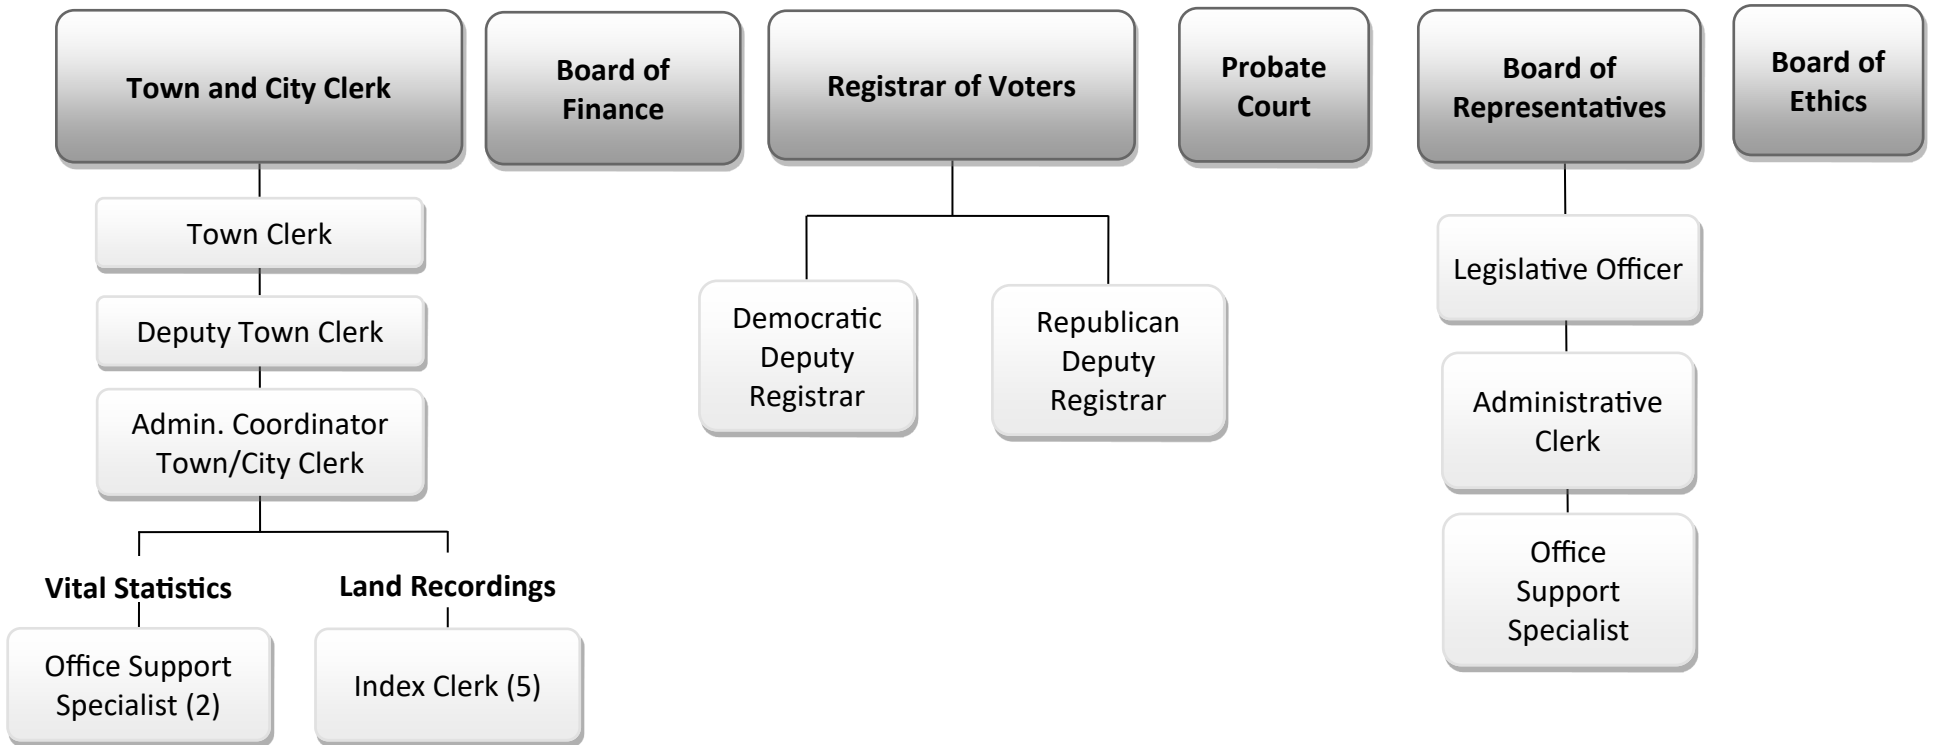 Town and City Clerk
Board of
Finance
Registrar of Voters
Probate
Court
Board of
Representatives
Board of
Ethics
Town Clerk
Deputy Town Clerk
Admin. Coordinator
Town/City Clerk
Vital Statistics
Office Support
Specialist (2)
Land Recordings
Index Clerk (5)
Democratic
Deputy
Registrar
Republican
Deputy
Registrar
Legislative Officer
Administrative
Clerk
Office
Support
Specialist